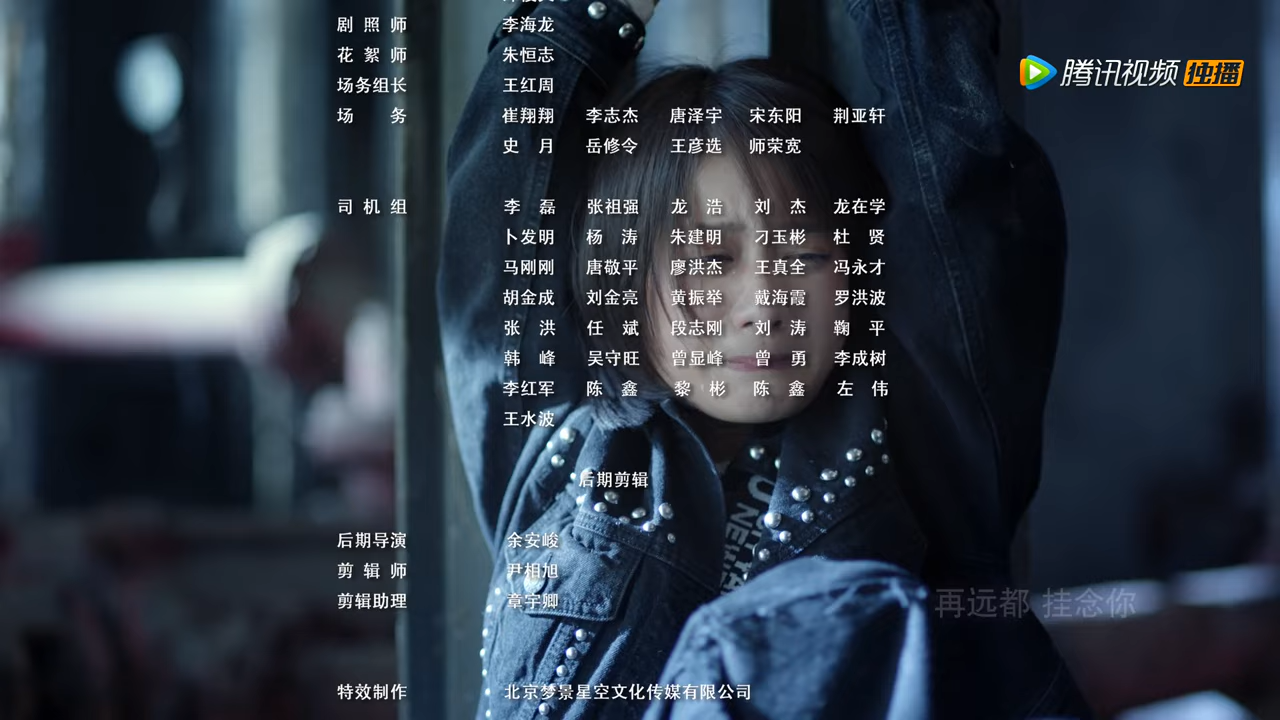 剧照师 李海龙
花絮师 朱恒志
场务组长 王红周
腾讯视频 独播
场务 崔翔翔 李志杰 唐泽宇 宋东阳 荆亚轩
史月 岳修令 王彦选 师荣宽
司机组 李磊 张祖强 龙浩 刘杰 龙在学
卜发明 杨涛 朱建明 刁玉彬 杜贤
马刚刚 唐敬平 廖洪杰 王真全 冯永才
胡金成 刘金亮 黄振举 戴海霞 罗洪波
张洪 任斌 段志刚 刘涛 鞠平
韩峰 吴守旺 曾显峰 曾勇 李成树
李红军 陈鑫 黎彬 陈鑫 左伟
王水波
后期剪辑
后期导演 余安峻
剪辑师 尹相旭
剪辑助理 章宇卿
再远都 挂念你
特效制作 北京梦景星空文化传媒有限公司